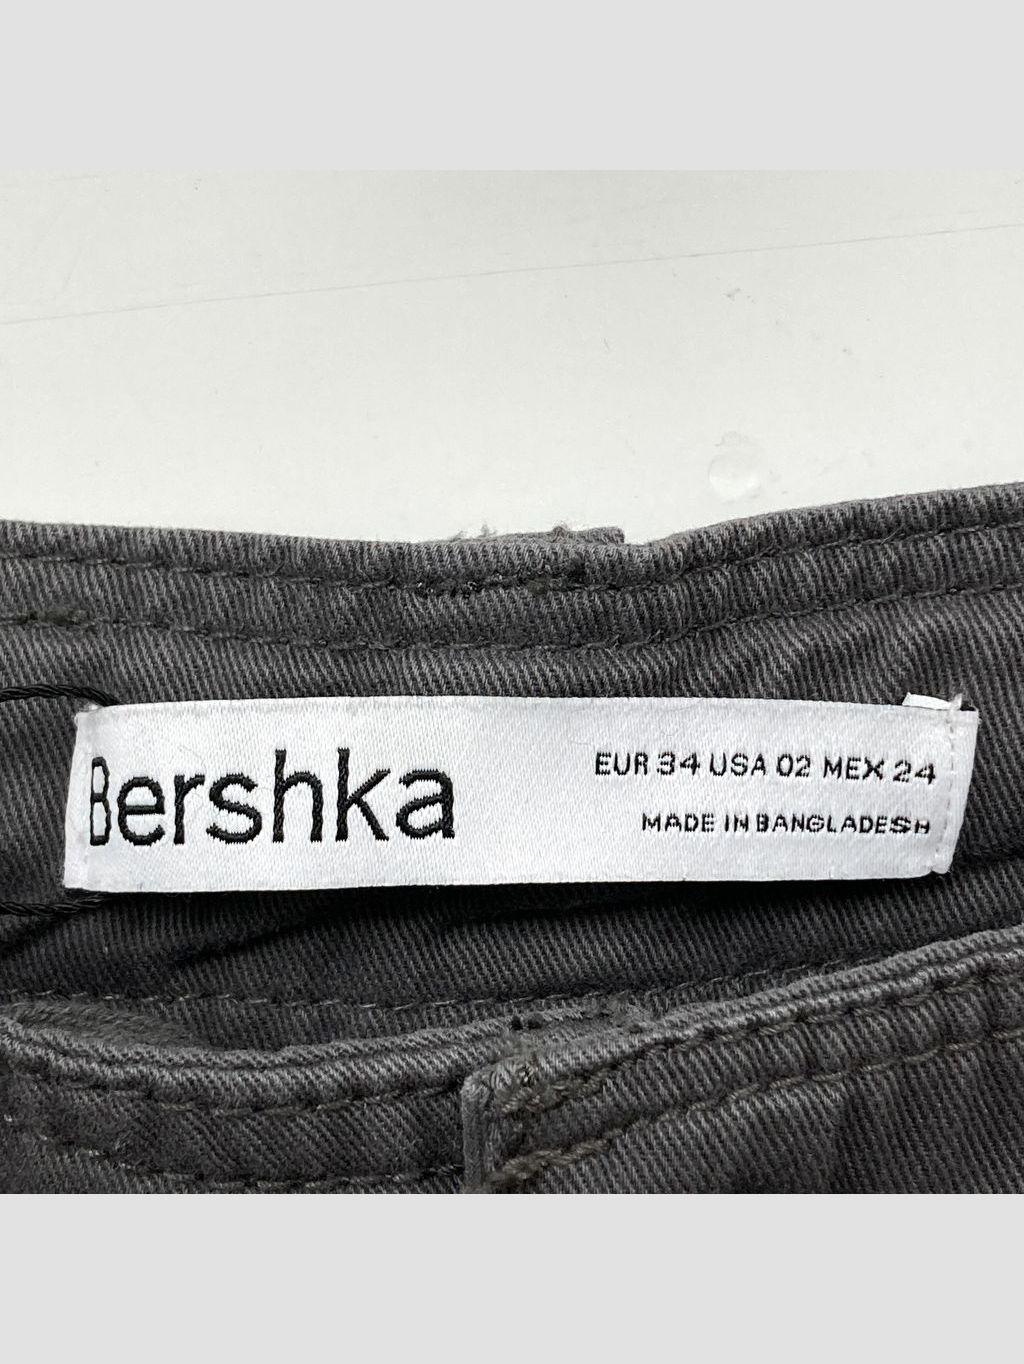 Bershka
EUR 34 USA 02 MEX 24
MADE IN BANGLADESH